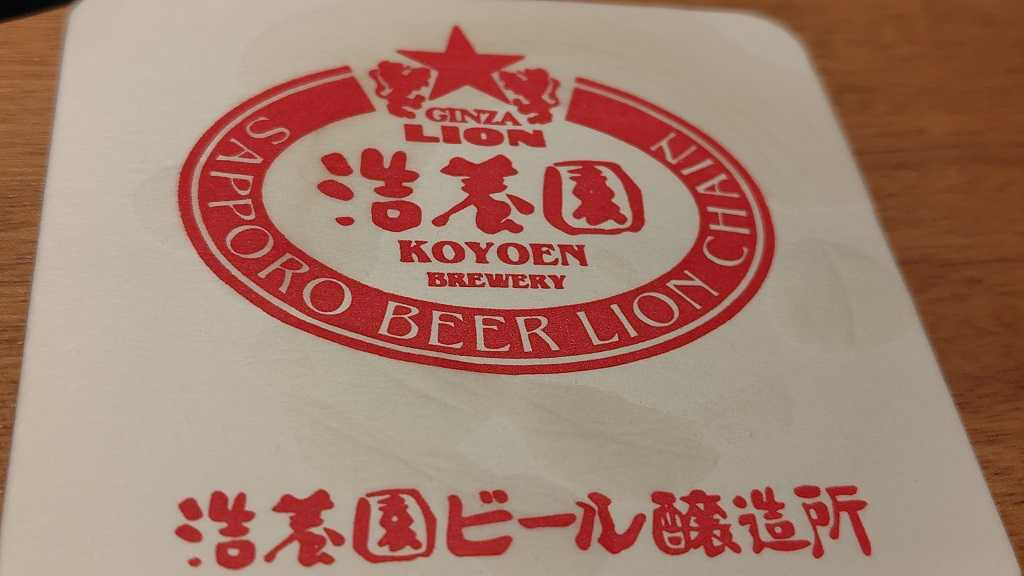 GINZA
LION
浩養園
KOYOEN
BREWERY
SAPPORO BEER LION CHAIN
浩養園ビール醸造所